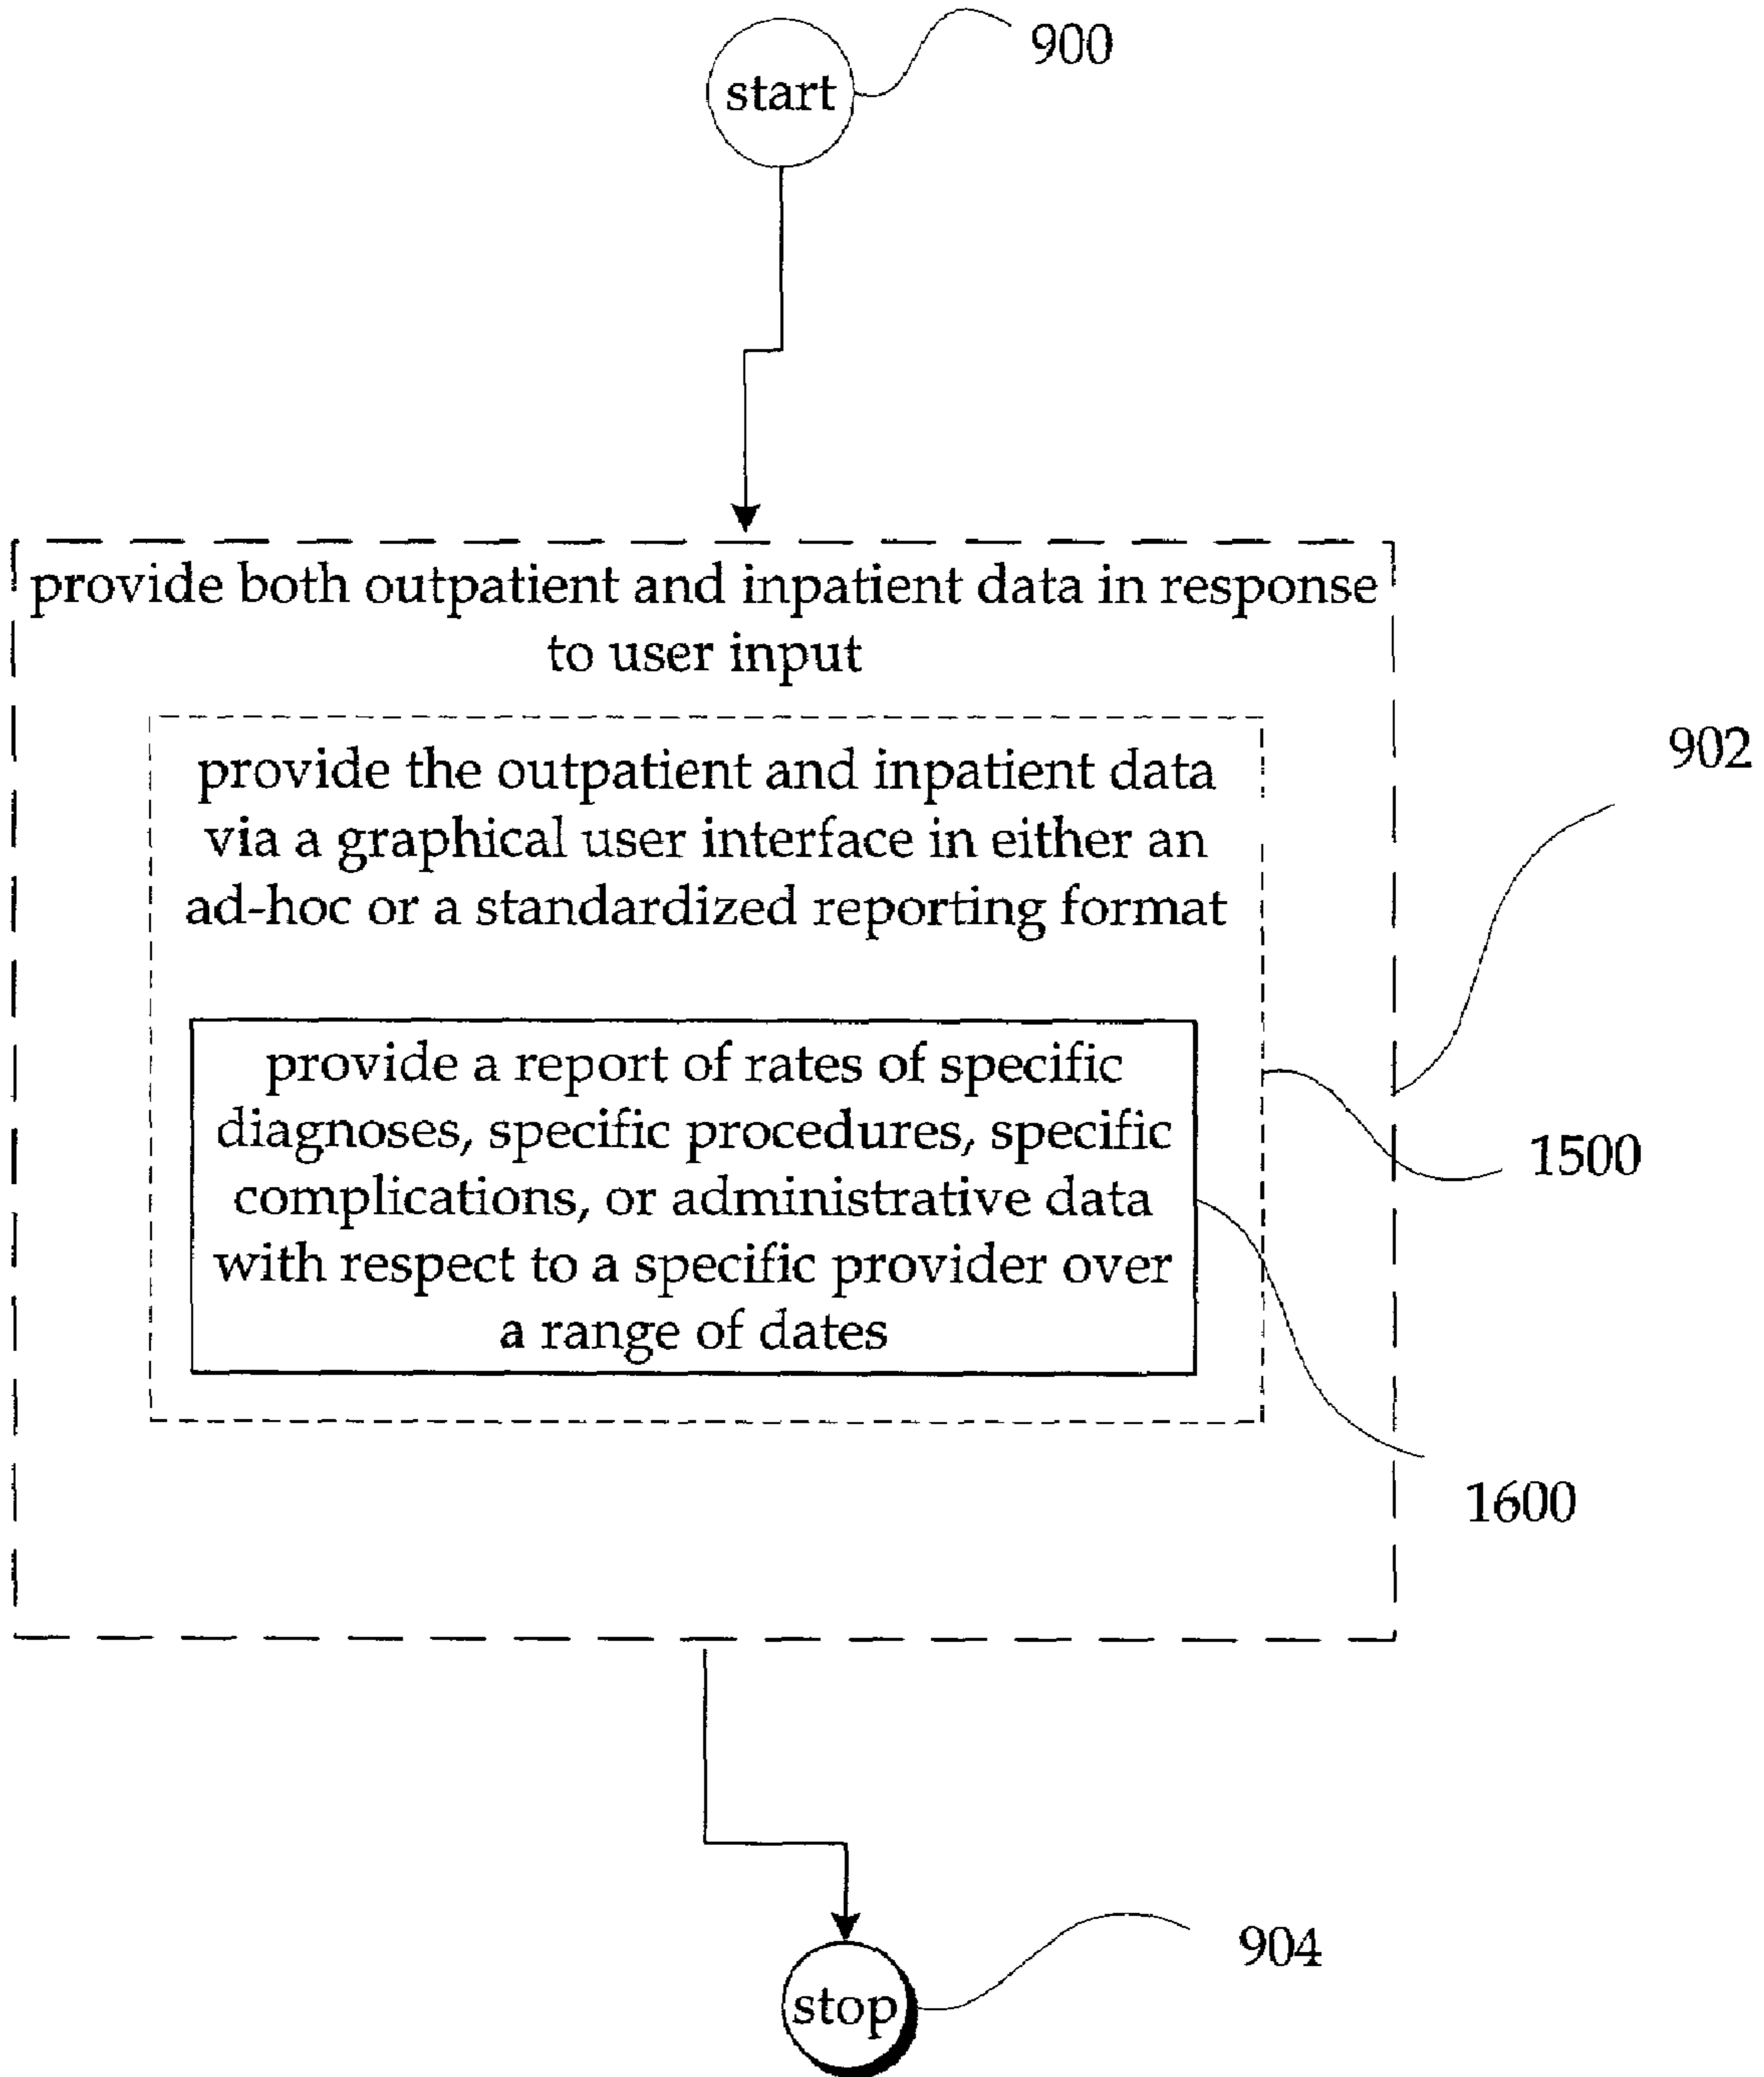 900
start
provide both outpatient and inpatient data in response
to user input
902
provide the outpatient and inpatient data
via a graphical user interface in either an
ad-hoc or a standardized reporting format
provide a report of rates of specific
diagnoses, specific procedures, specific
complications, or administrative data
with respect to a specific provider over
a range of dates
1500
1600
904
stop